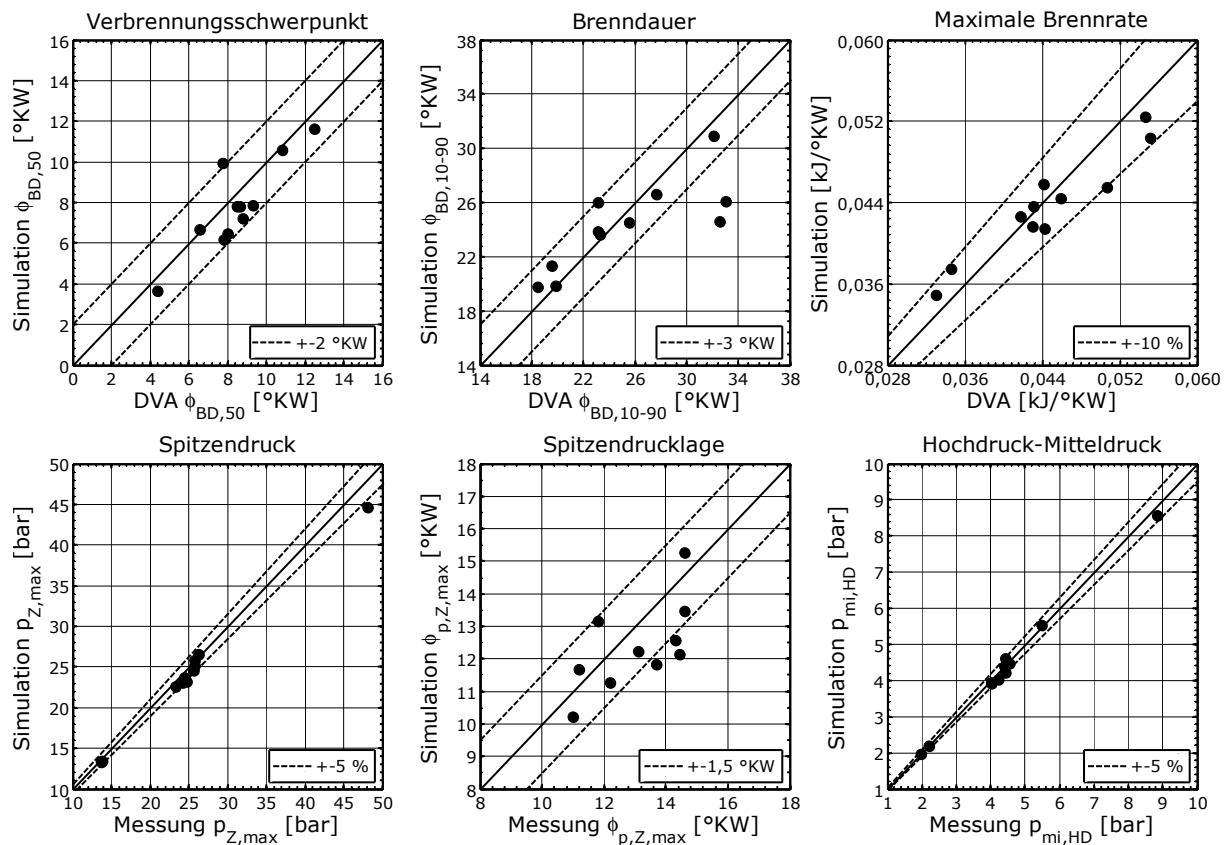 Verbrennungsschwerpunkt
Simulation ϕBD,50 [°KW]
16
14
12
10
8
6
4
2
0
0 2 4 6 8 10 12 14 16
+-2 °KW
DVA ϕBD,50 [°KW]
Brenndauer
Simulation ϕBD,10-90 [°KW]
38
34
30
26
22
18
14
14 18 22 26 30 34 38
+-3 °KW
DVA ϕBD,10-90 [°KW]
Maximale Brennrate
Simulation [kJ/°KW]
0,060
0,052
0,044
0,036
0,028
0,028 0,036 0,044 0,052 0,060
+-10 %
DVA [kJ/°KW]
Spitzendruck
Simulation pZ,max [bar]
50
45
40
35
30
25
20
15
10
10 15 20 25 30 35 40 45 50
+-5 %
Messung pZ,max [bar]
Spitzendrucklage
Simulation ϕp,Z,max [°KW]
18
17
16
15
14
13
12
11
10
9
8
8 10 12 14 16 18
+-1,5 °KW
Messung ϕp,Z,max [°KW]
Hochdruck-Mitteldruck
Simulation pmi,HD [bar]
10
9
8
7
6
5
4
3
2
1
1 2 3 4 5 6 7 8 9 10
+-5 %
Messung pmi,HD [bar]